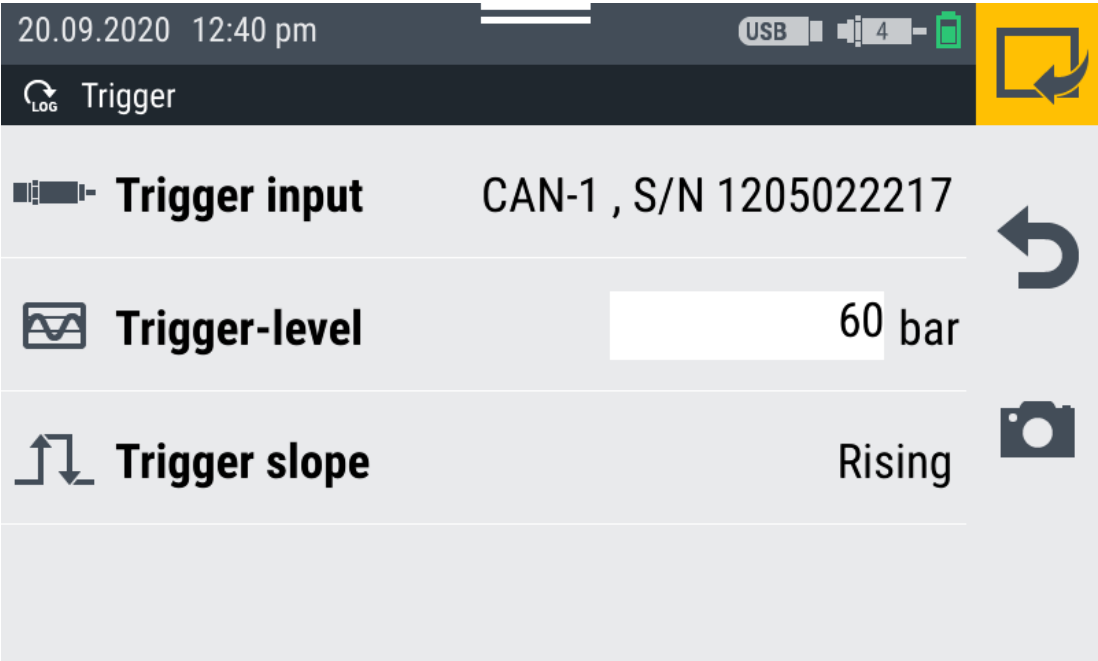 20.09.2020 12:40 pm USB 4
LOG Trigger
Trigger input CAN-1 , S/N 1205022217
Trigger-level 60 bar
Trigger slope Rising